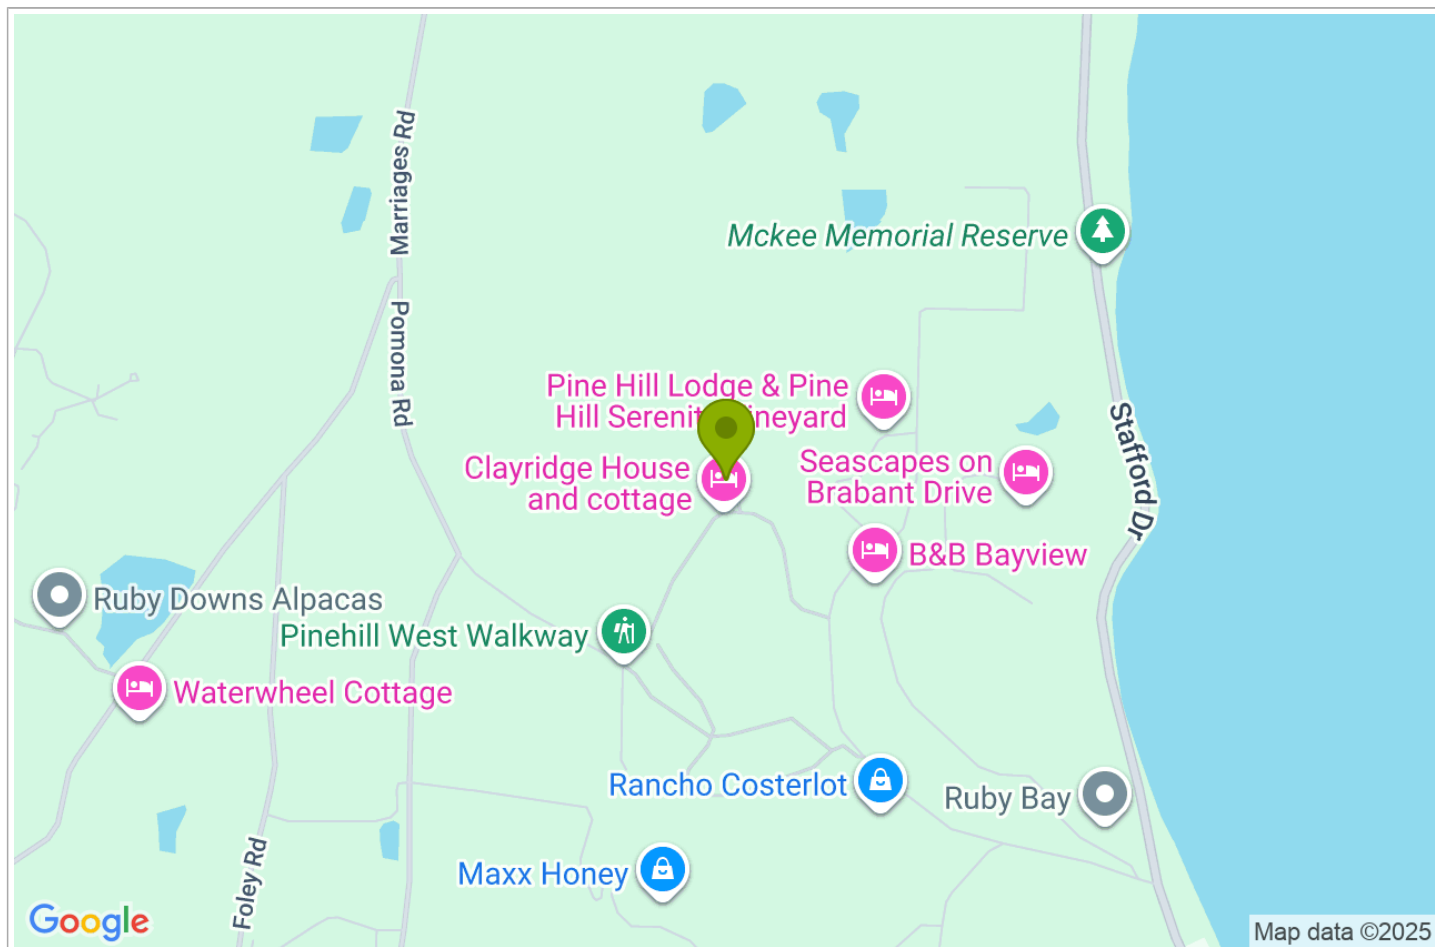 Marriages Rd
Mckee Memorial Reserve
Pomona Rd
Pine Hill Lodge & Pine
Hill Serenit ineyard
Stafford Dr
Clayridge House
and cottage
Seascapes on
Brabant Drive
B&B Bayview
Ruby Downs Alpacas
Pinehill West Walkway
Waterwheel Cottage
Rancho Costerlot
Ruby Bay
Maxx Honey
Foley Rd
Google
Map data ©2025